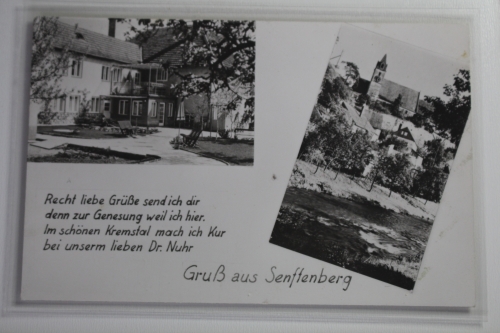 Recht liebe Grüße send ich dir
denn zur Genesung weil ich hier.
Im schönen Kremstal mach ich Kur
bei unserm lieben Dr. Nuhr
Gruß aus Senftenberg